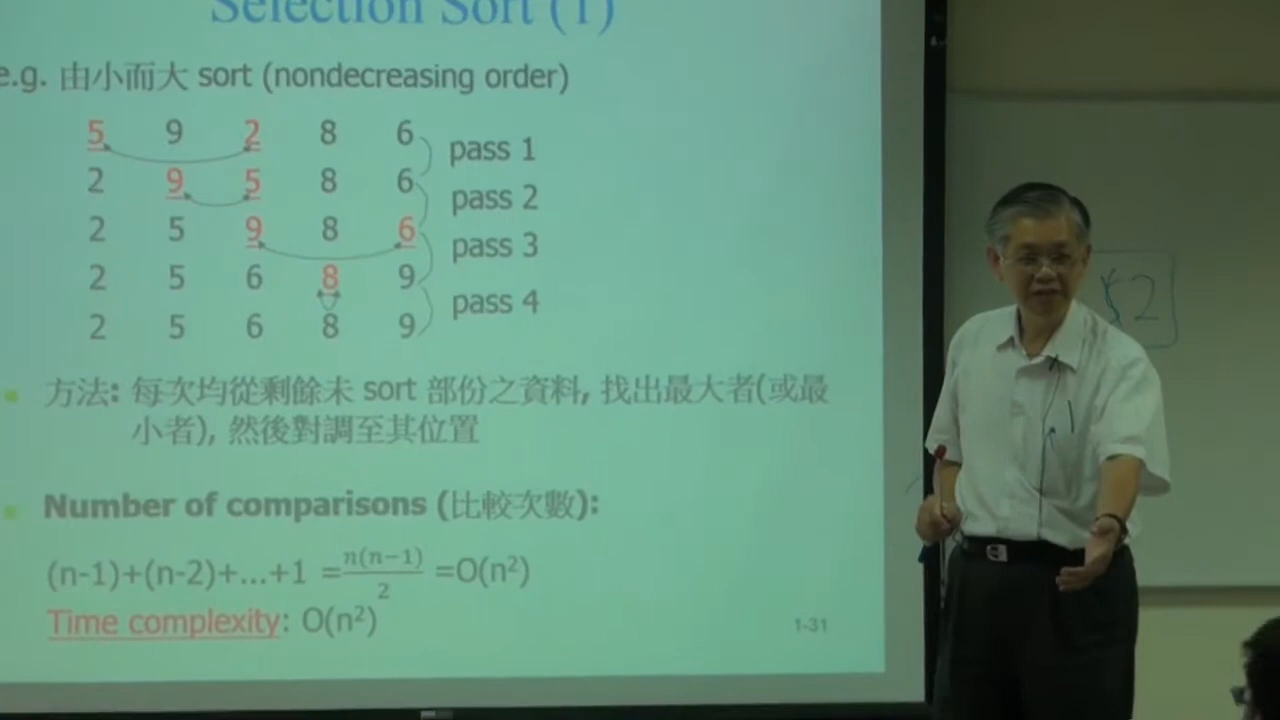 Selection Sort (1)
e.g. 由小而大 sort (nondecreasing order)
5 9 2 8 6
pass 1
2 9 5 8 6
pass 2
2 5 9 8 6
pass 3
2 5 6 8 9
pass 4
2 5 6 8 9
方法: 每次均從剩餘未 sort 部份之資料, 找出最大者(或最
小者), 然後對調至其位置
Number of comparisons (比較次數):
(n-1)+(n-2)+...+1 =n(n−1)/2 =O(n²)
Time complexity: O(n²)
1-31